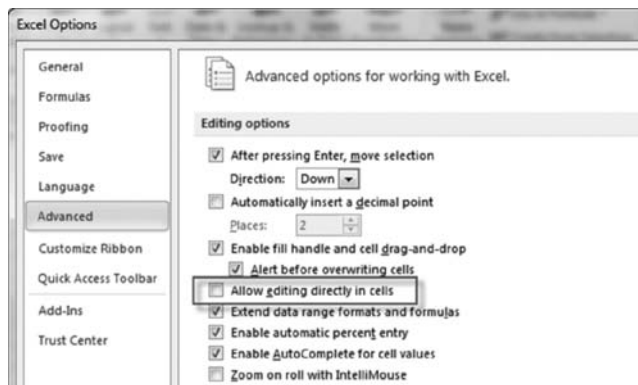 Excel Options
General
Formulas
Proofing
Save
Language
Advanced
Customize Ribbon
Quick Access Toolbar
Add-Ins
Trust Center
Advanced options for working with Excel.
Editing options
After pressing Enter, move selection
Direction: Down
Automatically insert a decimal point
Places: 2
Enable fill handle and cell drag-and-drop
Alert before overwriting cells
Allow editing directly in cells
Extend data range formats and formulas
Enable automatic percent entry
Enable AutoComplete for cell values
Zoom on roll with IntelliMouse